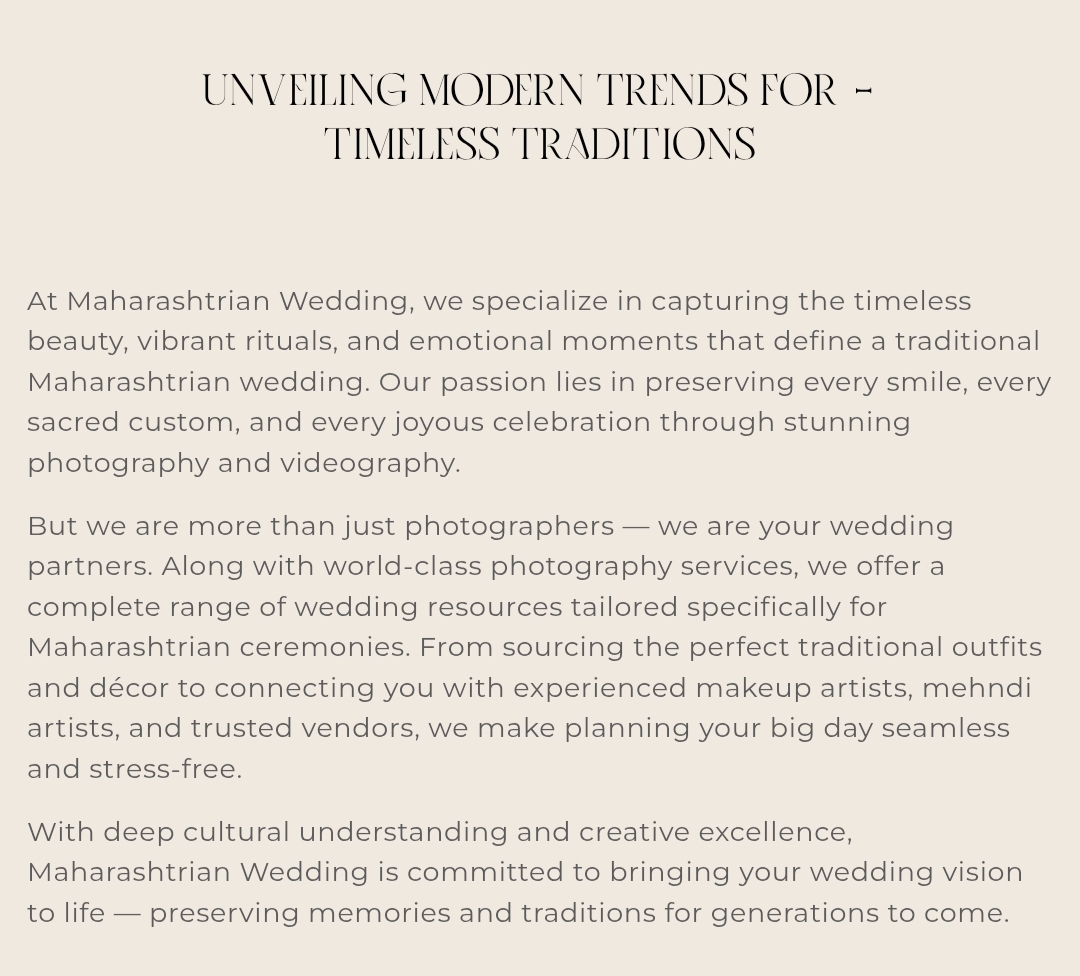 UNVEILING MODERN TRENDS FOR -
TIMELESS TRADITIONS
At Maharashtrian Wedding, we specialize in capturing the timeless
beauty, vibrant rituals, and emotional moments that define a traditional
Maharashtrian wedding. Our passion lies in preserving every smile, every
sacred custom, and every joyous celebration through stunning
photography and videography.
But we are more than just photographers — we are your wedding
partners. Along with world-class photography services, we offer a
complete range of wedding resources tailored specifically for
Maharashtrian ceremonies. From sourcing the perfect traditional outfits
and décor to connecting you with experienced makeup artists, mehndi
artists, and trusted vendors, we make planning your big day seamless
and stress-free.
With deep cultural understanding and creative excellence,
Maharashtrian Wedding is committed to bringing your wedding vision
to life — preserving memories and traditions for generations to come.